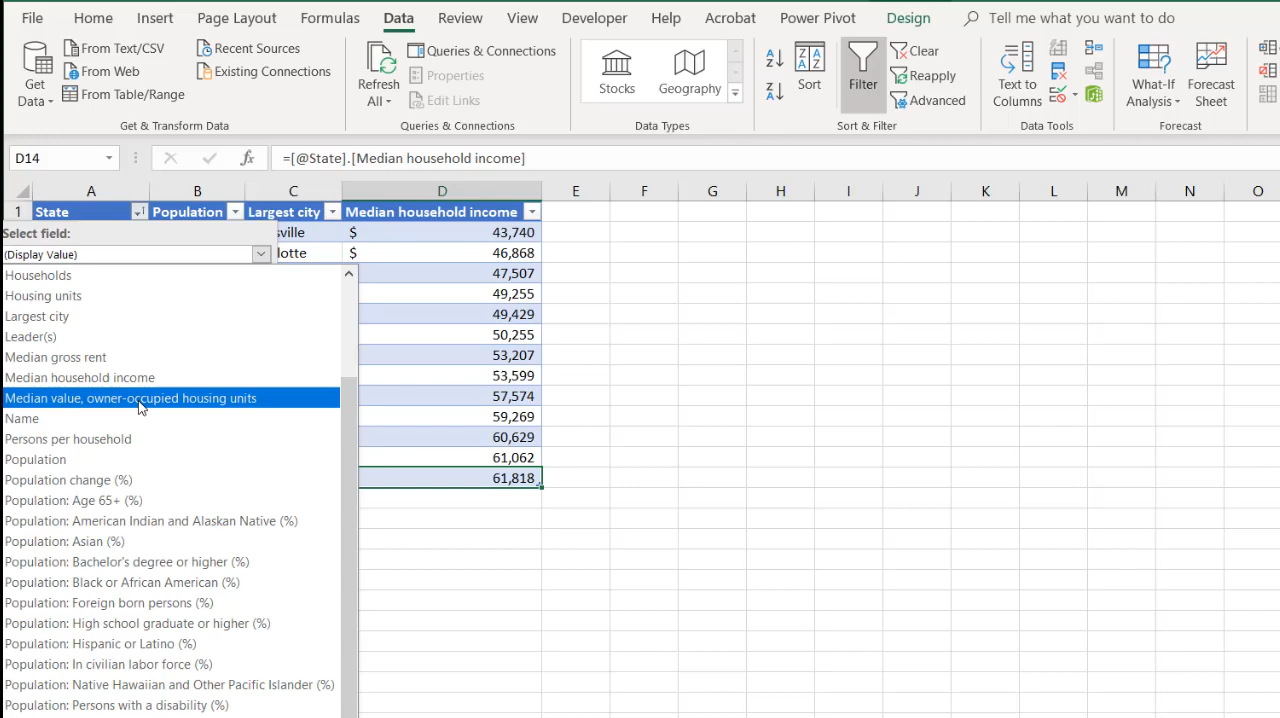 File Home Insert Page Layout Formulas Data Review View Developer Help Acrobat Power Pivot Design Tell me what you want to do
Get Data
From Text/CSV
From Web
From Table/Range
Recent Sources
Existing Connections
Get & Transform Data
Refresh All
Queries & Connections
Properties
Edit Links
Queries & Connections
Stocks
Geography
Data Types
Sort
Filter
Clear
Reapply
Advanced
Sort & Filter
Text to Columns
Data Tools
What-If Analysis
Forecast Sheet
Forecast
D14 fx =[@State].[Median household income]
A B C D E F G H I J K L M N O
1 State Population Largest city Median household income
Select field:
(Display Value)
sville $ 43,740
lotte $ 46,868
47,507
49,255
49,429
50,255
53,207
53,599
57,574
59,269
60,629
61,062
61,818
Households
Housing units
Largest city
Leader(s)
Median gross rent
Median household income
Median value, owner-occupied housing units
Name
Persons per household
Population
Population change (%)
Population: Age 65+ (%)
Population: American Indian and Alaskan Native (%)
Population: Asian (%)
Population: Bachelor's degree or higher (%)
Population: Black or African American (%)
Population: Foreign born persons (%)
Population: High school graduate or higher (%)
Population: Hispanic or Latino (%)
Population: In civilian labor force (%)
Population: Native Hawaiian and Other Pacific Islander (%)
Population: Persons with a disability (%)